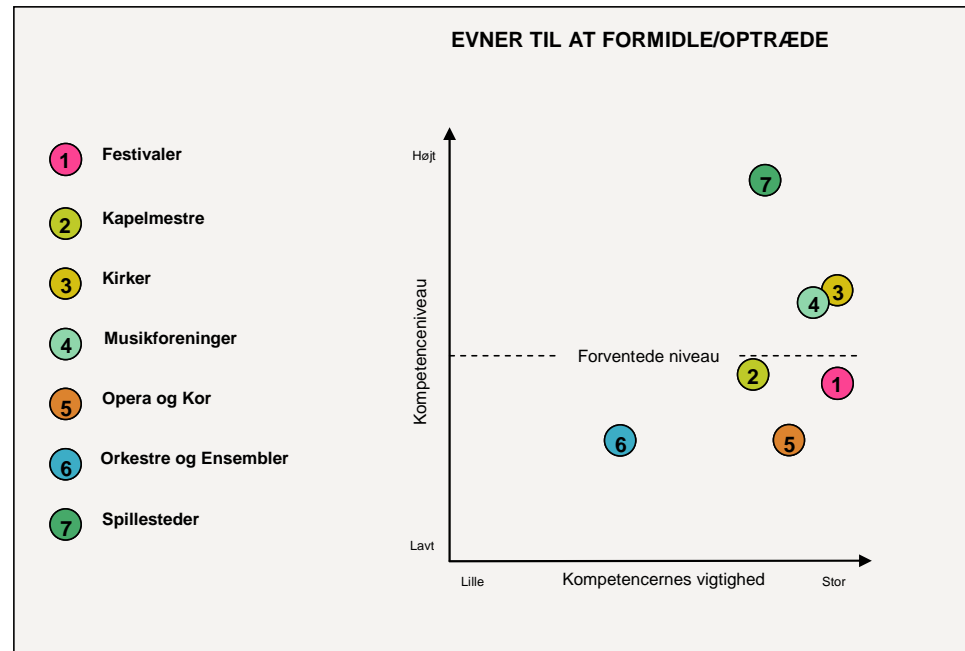 EVNER TIL AT FORMIDLE/OPTRÆDE
1 Festivaler
2 Kapelmestre
3 Kirker
4 Musikforeninger
5 Opera og Kor
6 Orkestre og Ensembler
7 Spillesteder
Højt
Kompetenceniveau
Lavt
7
3
4
Forventede niveau
2
1
6
5
Lille
Kompetencernes vigtighed
Stor